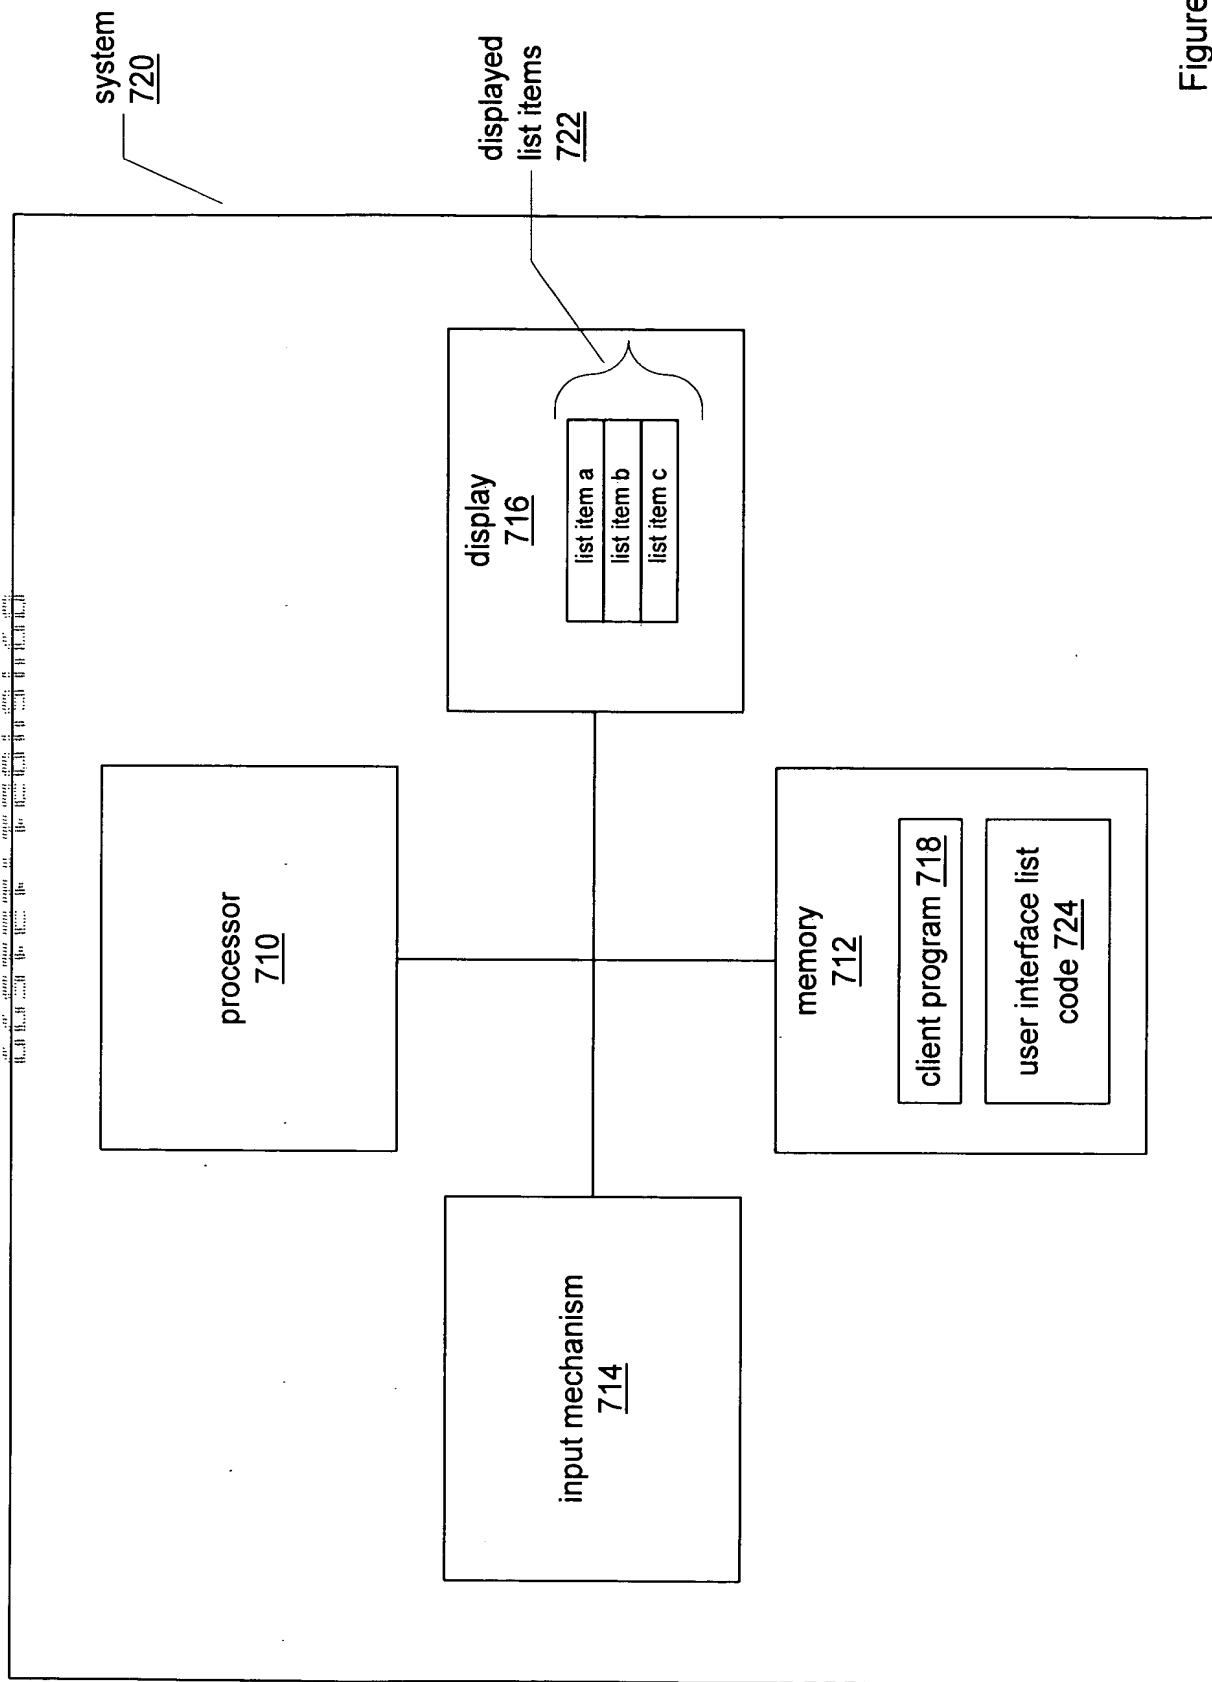 system
720
displayed
list items
722
processor
710
input mechanism
714
display
716
list item a
list item b
list item c
memory
712
client program 718
user interface list
code 724
Figure